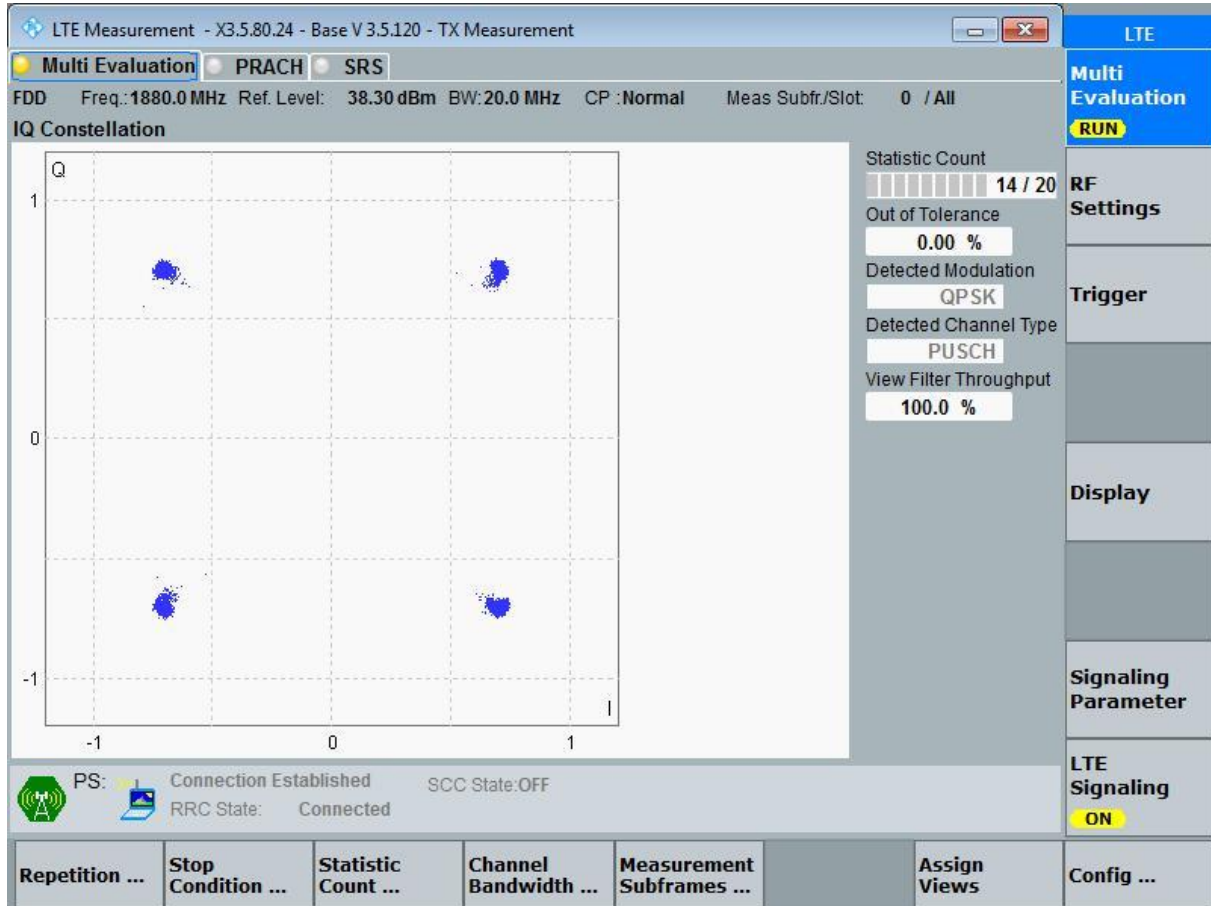 LTE Measurement - X3.5.80.24 - Base V 3.5.120 - TX Measurement
LTE
Multi Evaluation PRACH SRS
FDD Freq.:1880.0 MHz Ref. Level: 38.30 dBm BW:20.0 MHz CP :Normal Meas Subfr./Slot: 0 / All
IQ Constellation
Q
1
0
-1
I
-1 0 1
Statistic Count
14 / 20
Out of Tolerance
0.00 %
Detected Modulation
QPSK
Detected Channel Type
PUSCH
View Filter Throughput
100.0 %
Multi
Evaluation
RUN
RF
Settings
Trigger
Display
Signaling
Parameter
LTE
Signaling
ON
PS: Connection Established SCC State:OFF
RRC State: Connected
Repetition ...
Stop
Condition ...
Statistic
Count ...
Channel
Bandwidth ...
Measurement
Subframes ...
Assign
Views
Config ...